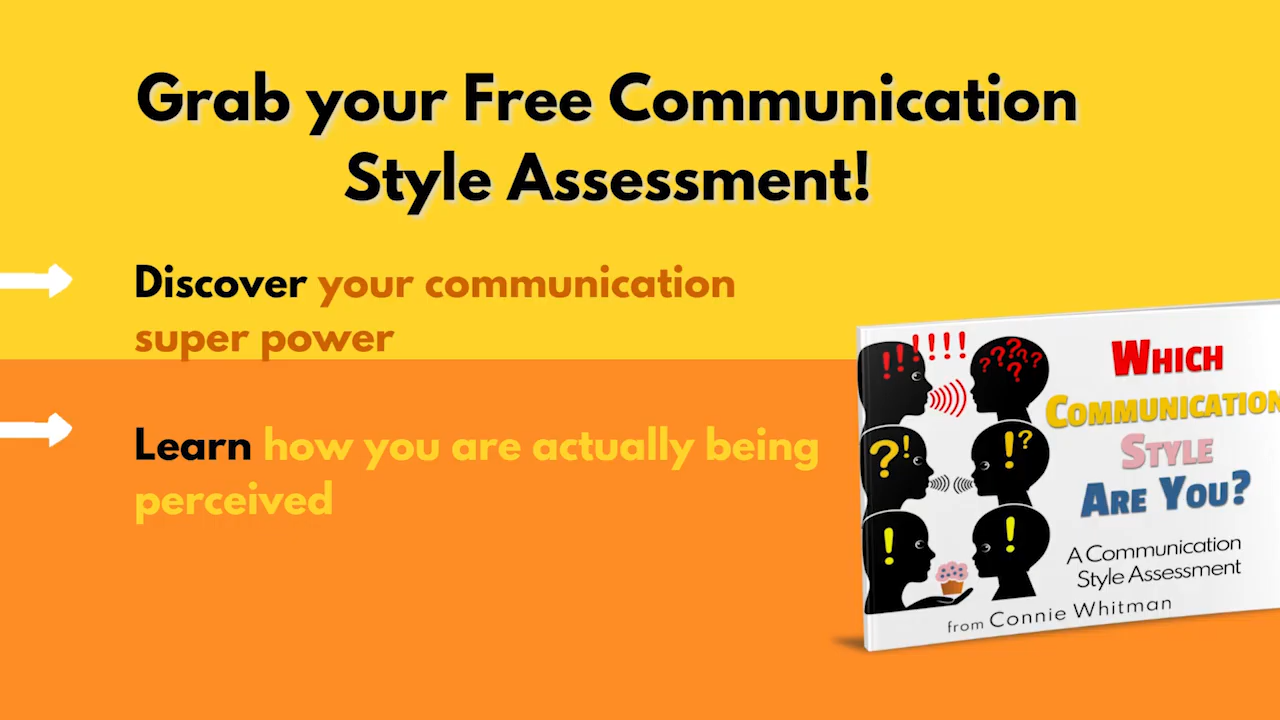 Grab your Free Communication
Style Assessment!
Discover your communication
super power
Learn how you are actually being
perceived
WHICH
COMMUNICATION
STYLE
ARE YOU?
A Communication
Style Assessment
from Connie Whitman